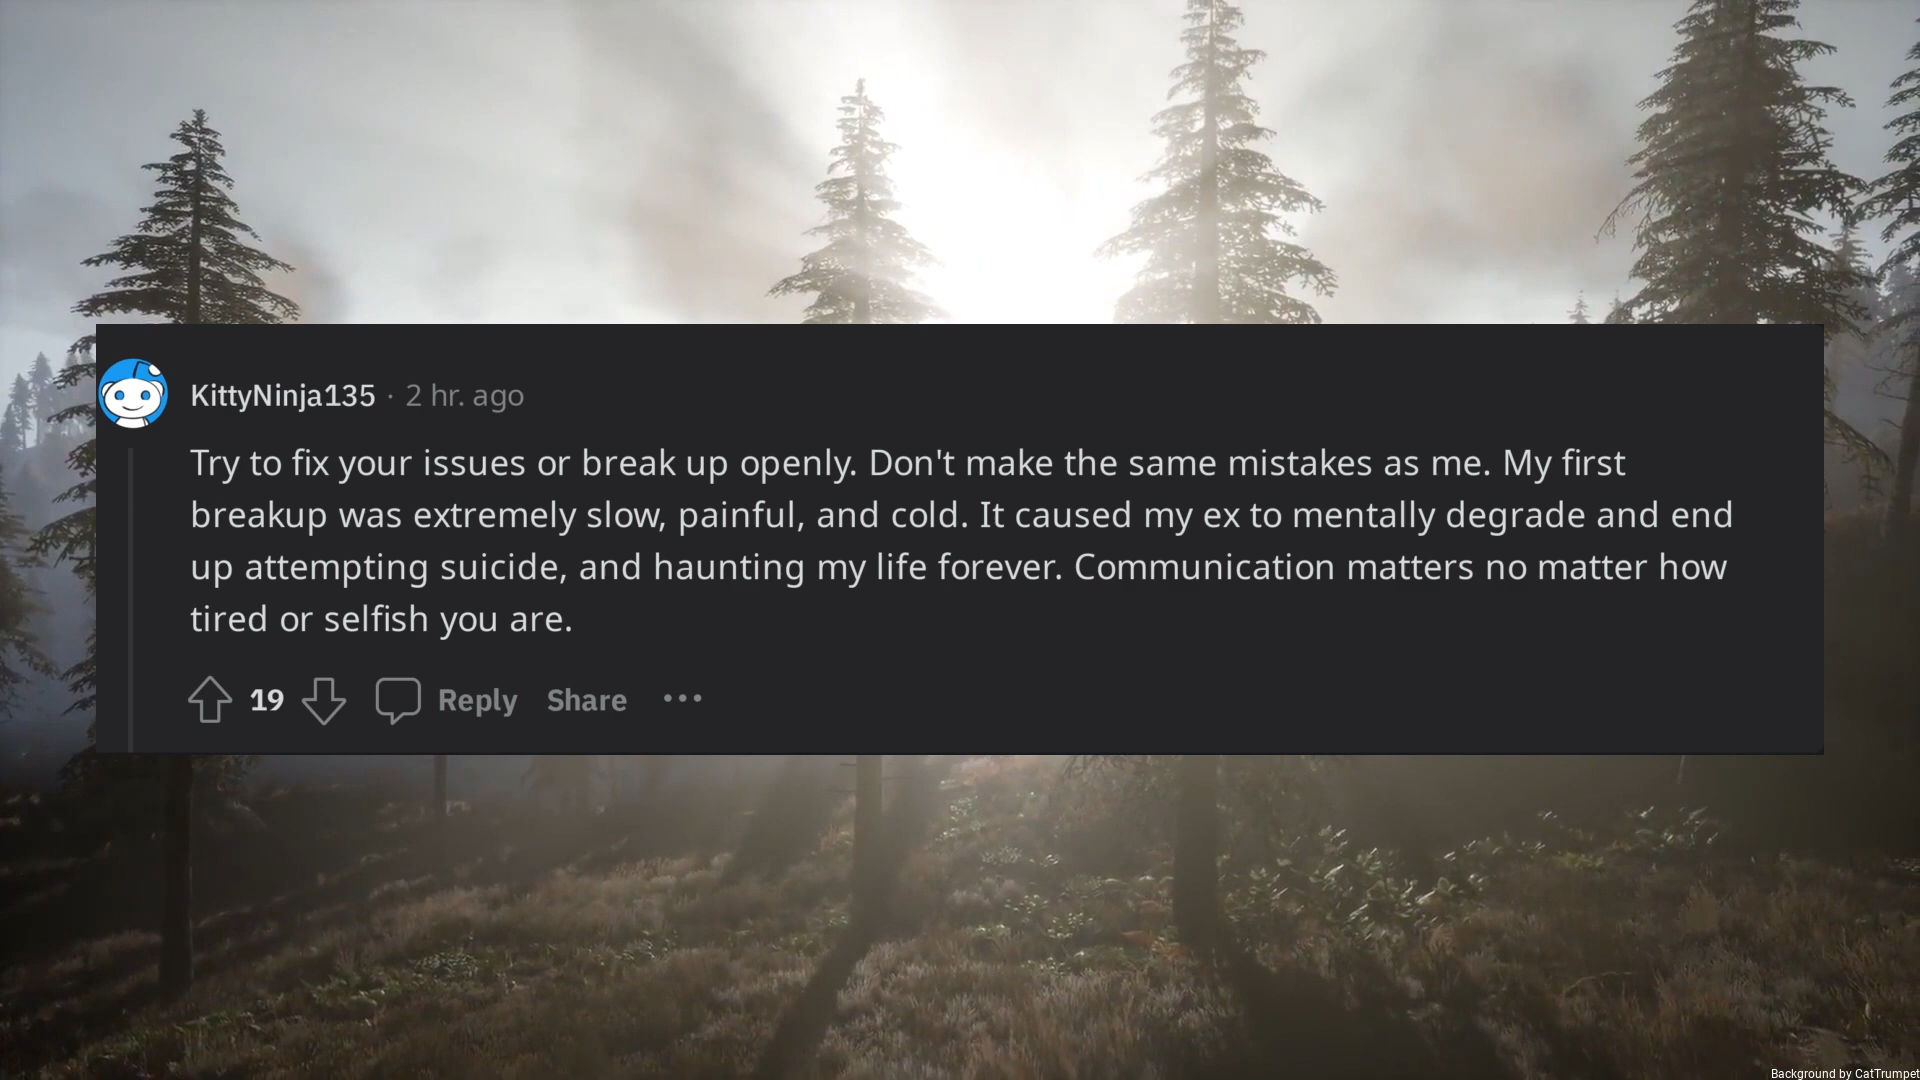 KittyNinja135 · 2 hr. ago
Try to fix your issues or break up openly. Don't make the same mistakes as me. My first
breakup was extremely slow, painful, and cold. It caused my ex to mentally degrade and end
up attempting suicide, and haunting my life forever. Communication matters no matter how
tired or selfish you are.
19 Reply Share ···
Background by CatTrumpet